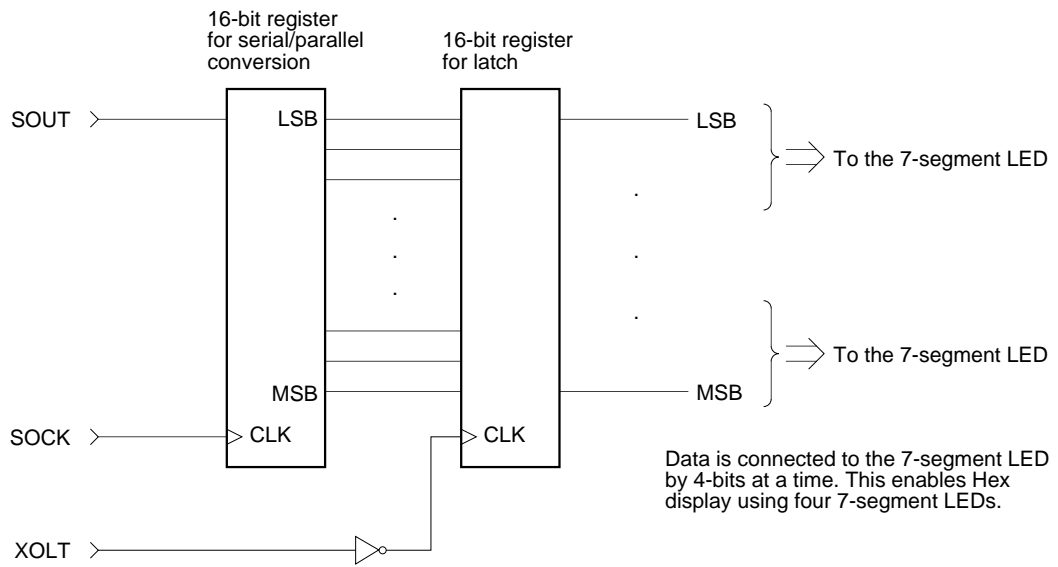 16-bit register
for serial/parallel
conversion
16-bit register
for latch
SOUT
LSB
LSB
To the 7-segment LED
MSB
MSB
To the 7-segment LED
SOCK
CLK
CLK
Data is connected to the 7-segment LED
by 4-bits at a time. This enables Hex
display using four 7-segment LEDs.
XOLT